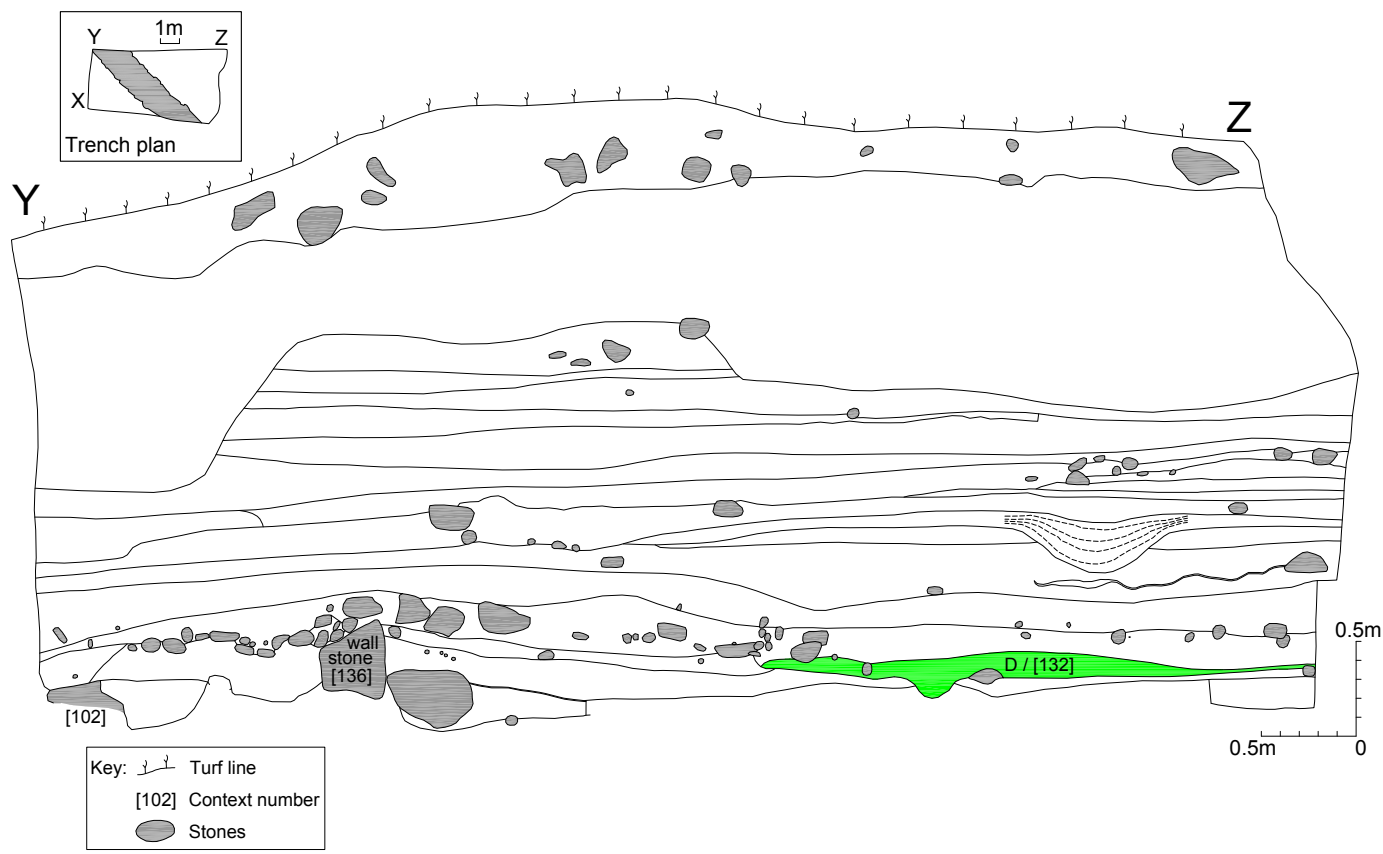 Y
1m
Z
X
Trench plan
Y
Z
wall
stone
[136]
D / [132]
[102]
0.5m
0.5m
0
Key:
Turf line
[102]
Context number
Stones